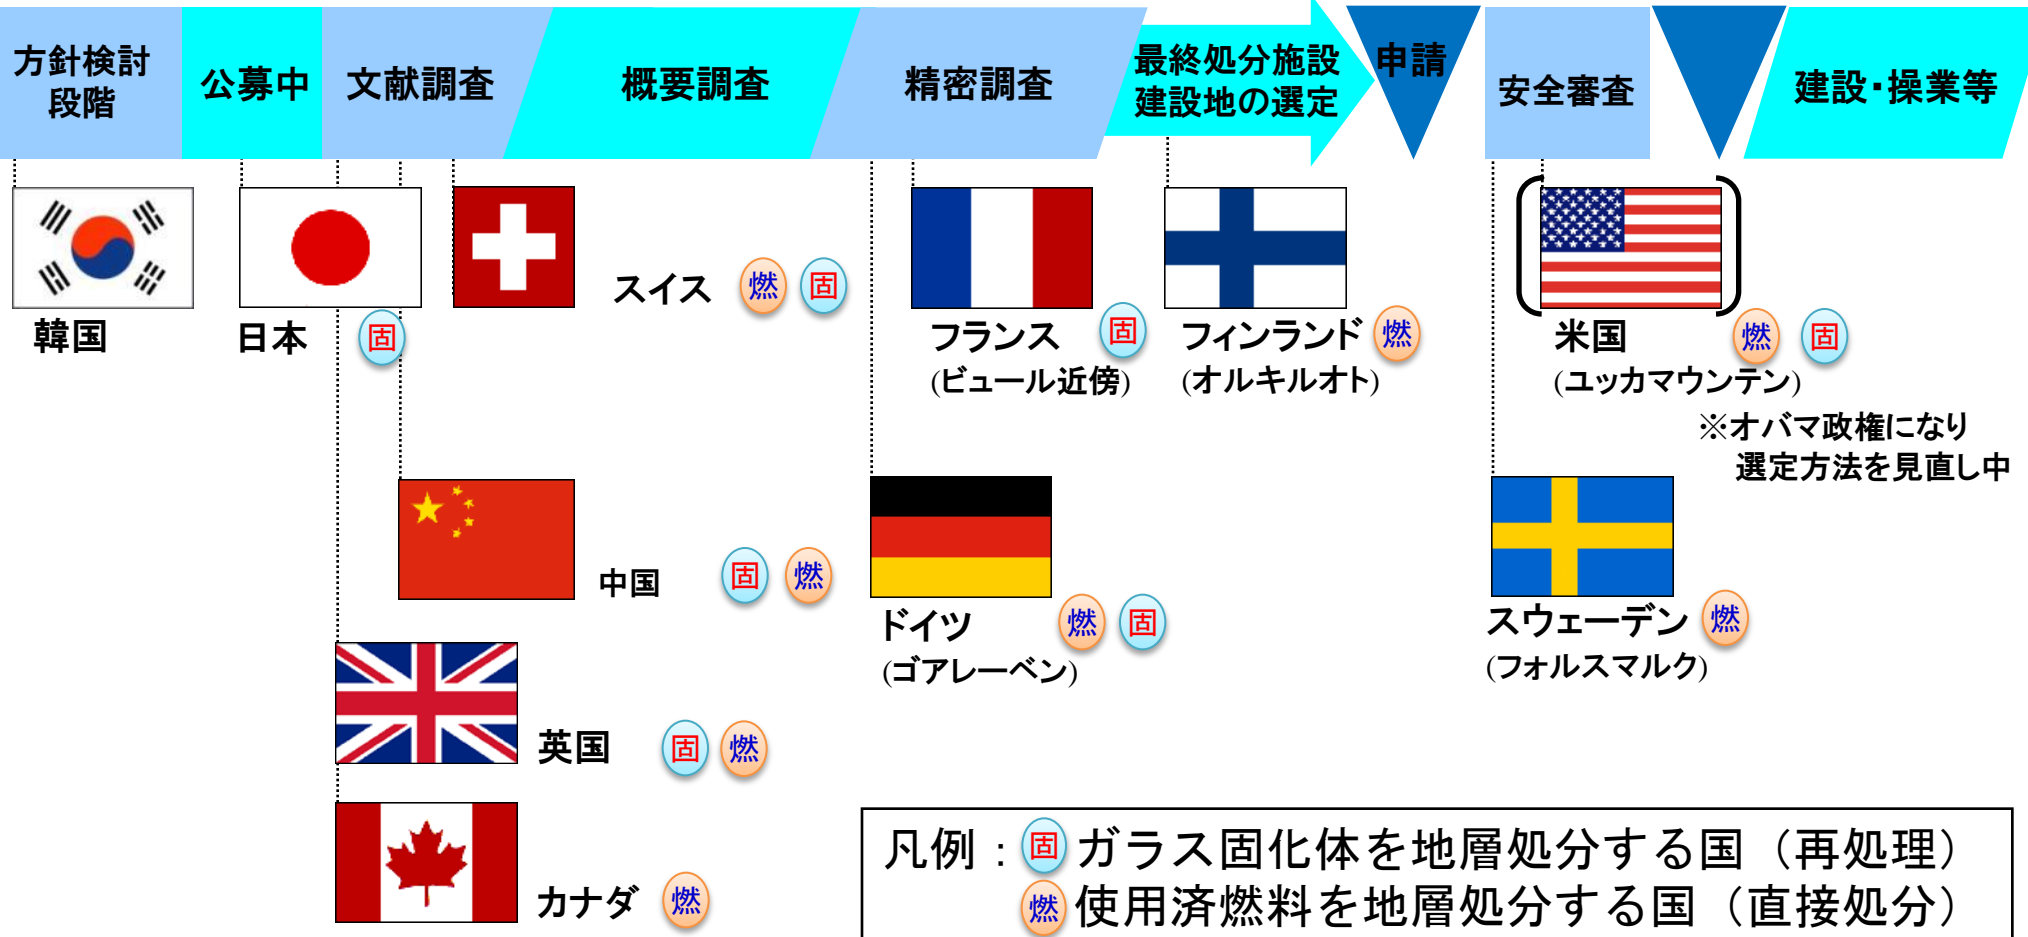 方針検討
段階
公募中
文献調査
概要調査
精密調査
最終処分施設
建設地の選定
申請
安全審査
建設・操業等
韓国
日本 固
スイス 燃 固
フランス 固
(ビュール近傍)
フィンランド 燃
(オルキルオト)
米国 燃 固
(ユッカマウンテン)
※オバマ政権になり
選定方法を見直し中
中国 固 燃
ドイツ 燃 固
(ゴアレーベン)
スウェーデン 燃
(フォルスマルク)
英国 固 燃
カナダ 燃
凡例：固 ガラス固化体を地層処分する国（再処理）
燃 使用済燃料を地層処分する国（直接処分）